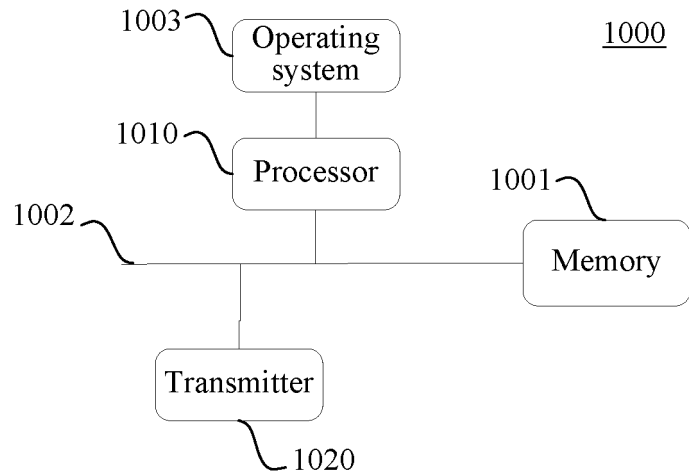 1003
Operating
system
1000
1010
Processor
1001
1002
Memory
Transmitter
1020